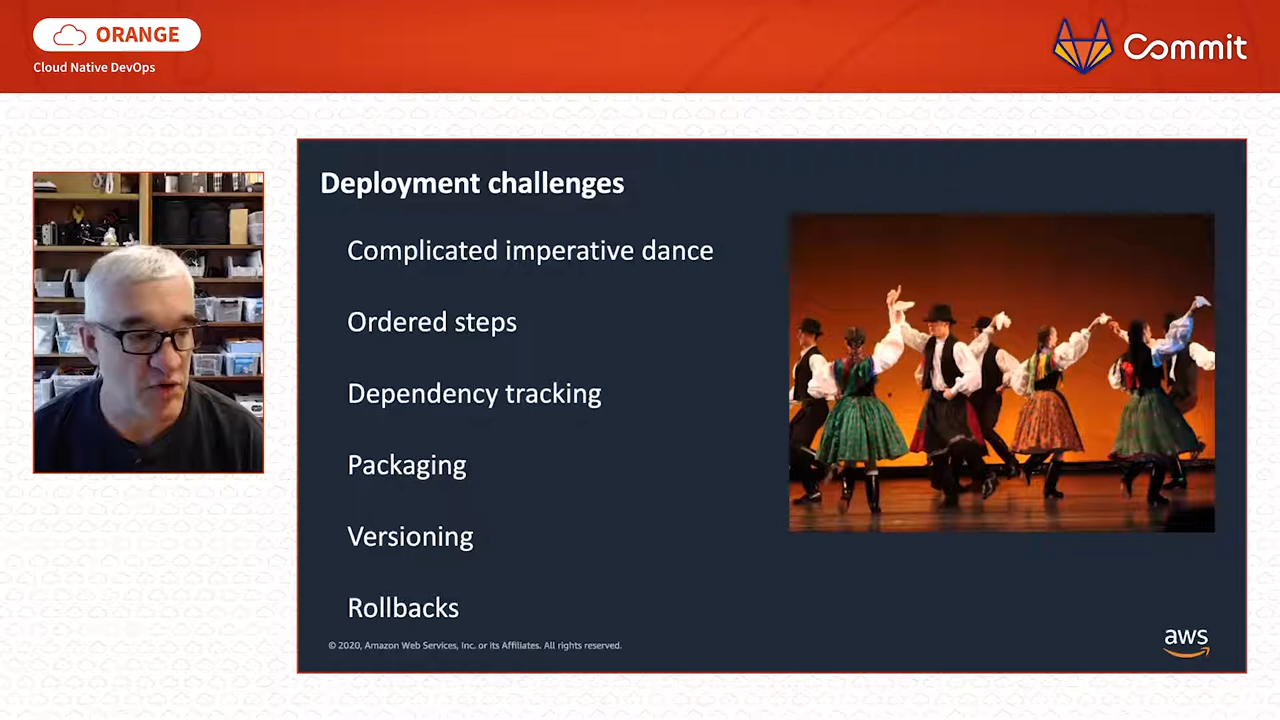 ORANGE
Cloud Native DevOps
Commit
Deployment challenges
Complicated imperative dance
Ordered steps
Dependency tracking
Packaging
Versioning
Rollbacks
© 2020, Amazon Web Services, Inc. or its Affiliates. All rights reserved.
aws